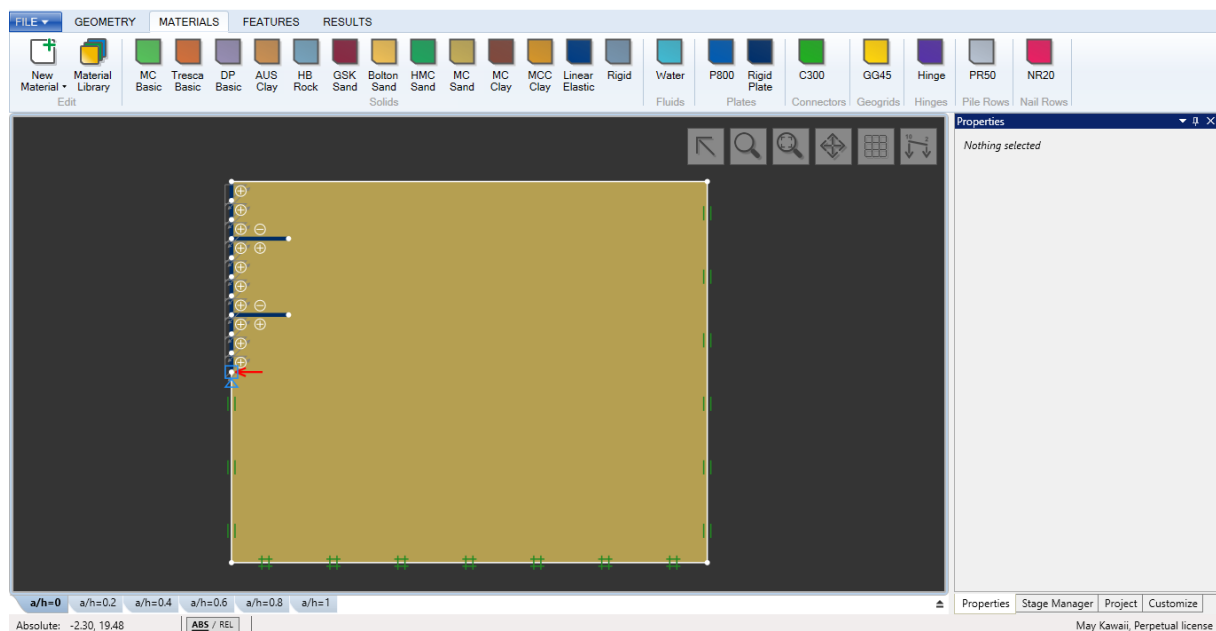 FILE GEOMETRY MATERIALS FEATURES RESULTS
New Material Material Library MC Basic Tresca Basic DP Basic AUS Clay HB Rock GSK Sand Bolton Sand HMC Sand MC Sand MC Clay MCC Clay Linear Elastic Rigid Water P800 Rigid Plate C300 GG45 Hinge PR50 NR20
Edit Solids Fluids Plates Connectors Geogrids Hinges Pile Rows Nail Rows
Properties
Nothing selected
a/h=0 a/h=0.2 a/h=0.4 a/h=0.6 a/h=0.8 a/h=1 Properties Stage Manager Project Customize
Absolute: -2.30, 19.48 ABS / REL May Kawaii, Perpetual license